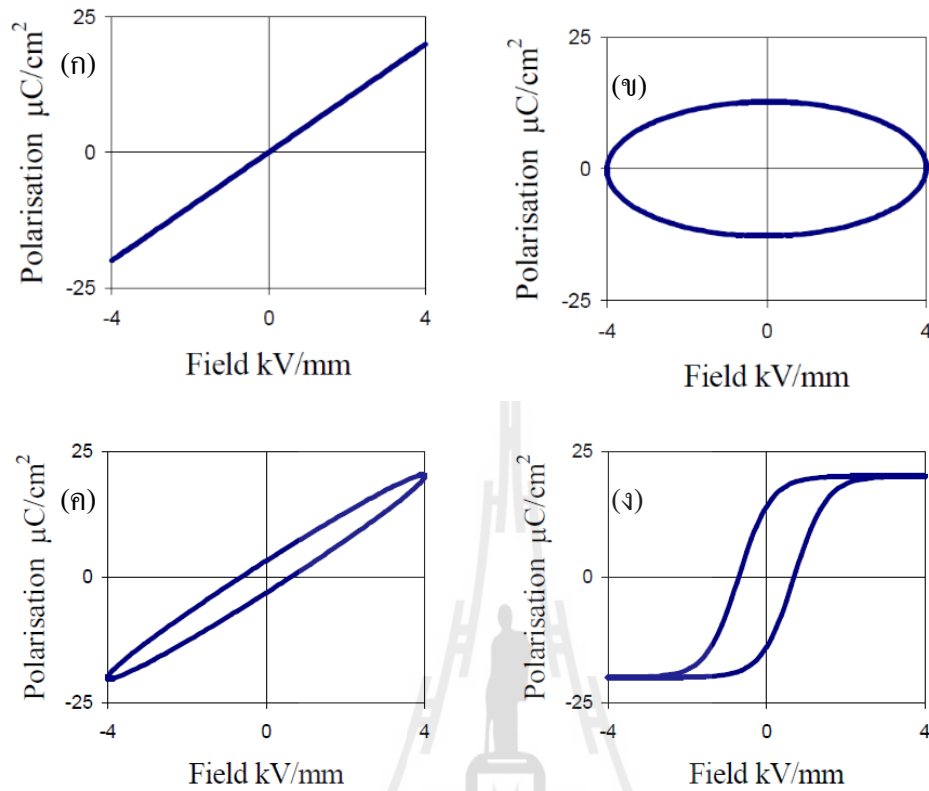 (ก)
Polarisation μC/cm²
25
0
-25
-4 0 4
Field kV/mm
(ข)
Polarisation μC/cm²
25
0
-25
-4 0 4
Field kV/mm
(ค)
Polarisation μC/cm²
25
0
-25
-4 0 4
Field kV/mm
(ง)
Polarisation μC/cm²
25
0
-25
-4 0 4
Field kV/mm